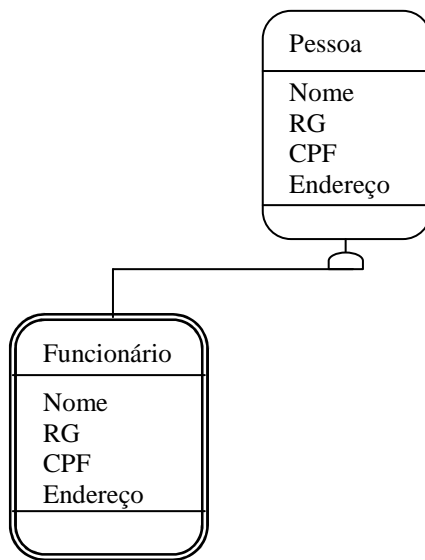 Pessoa
Nome
RG
CPF
Endereço
Funcionário
Nome
RG
CPF
Endereço